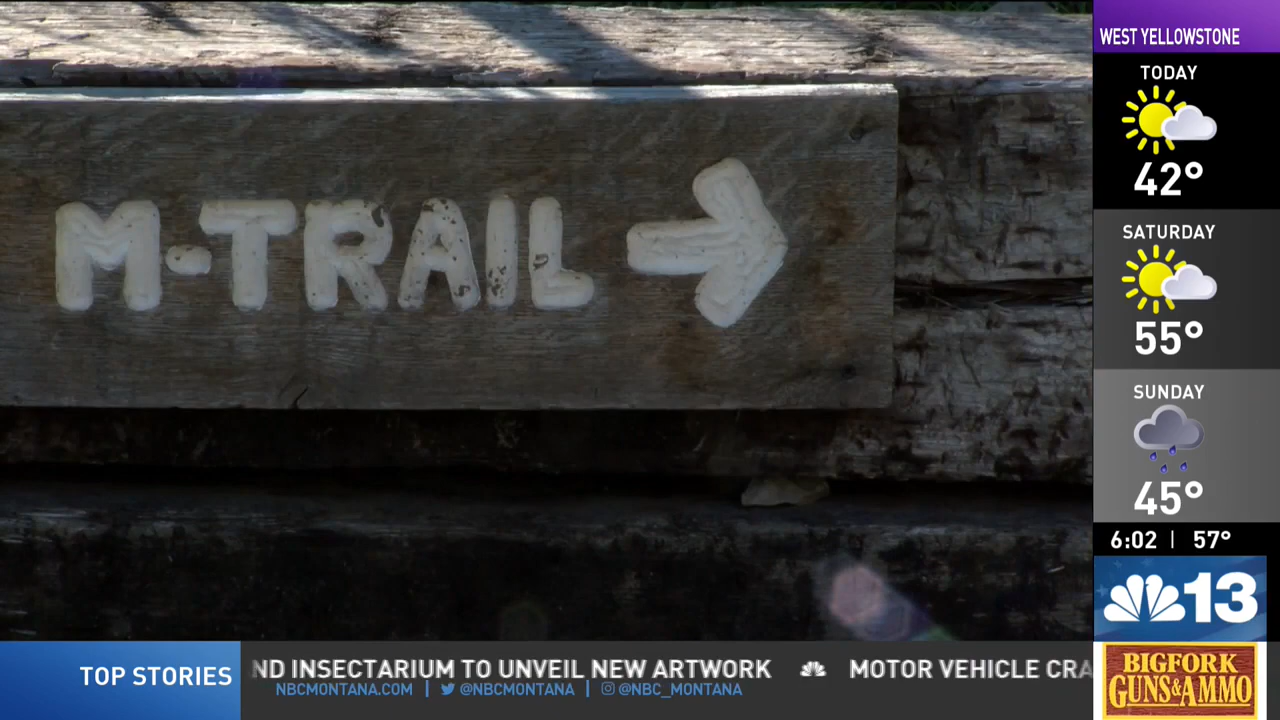 M-TRAIL
WEST YELLOWSTONE
TODAY
42°
SATURDAY
55°
SUNDAY
45°
6:02 | 57°
13
TOP STORIES
ND INSECTARIUM TO UNVEIL NEW ARTWORK MOTOR VEHICLE CRA
NBCMONTANA.COM | @NBCMONTANA | @NBC_MONTANA
BIGFORK
GUNS & AMMO